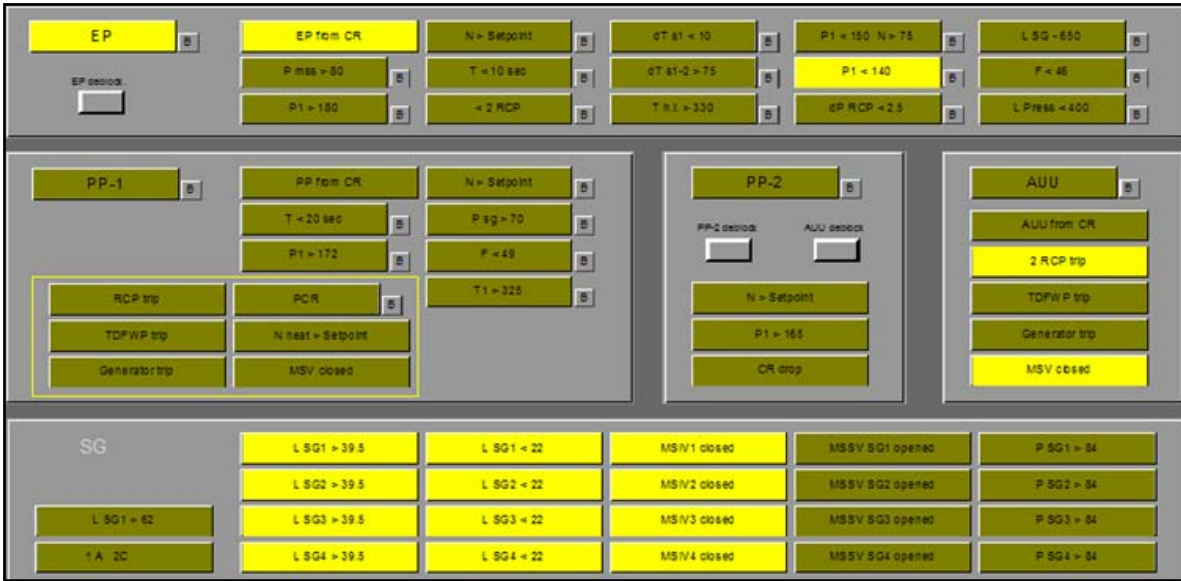 EP B EP from CR N > Setpoint B dT s1 < 10 B P1 < 150 N > 75 B L SG - 650 B
EP deblock. P mss > 50 B T < 10 sec B dT s1-2 > 75 B P1 < 140 B F < 46 B
P1 > 180 B < 2 RCP B T h.l. > 330 B dP RCP < 2.5 B L Press < 400 B
PP-1 B PP from CR N > Setpoint B
T < 20 sec B P sg > 70 B
P1 > 172 B F < 49 B
T1 > 325 B
RCP trip PCR B
TDFWP trip N heat > Setpoint
Generator trip MSV closed
PP-2 B
PP-2 deblock AUU deblock
N > Setpoint
P1 > 165
CR drop
AUU B
AUU from CR
2 RCP trip
TDFWP trip
Generator trip
MSV closed
SG
L SG1 > 39.5 L SG1 < 22 MSIV1 closed MSSV SG1 opened P SG1 > 84
L SG2 > 39.5 L SG2 < 22 MSIV2 closed MSSV SG2 opened P SG2 > 84
L SG1 > 62 L SG3 > 39.5 L SG3 < 22 MSIV3 closed MSSV SG3 opened P SG3 > 84
A 2C L SG4 > 39.5 L SG4 < 22 MSIV4 closed MSSV SG4 opened P SG4 > 84